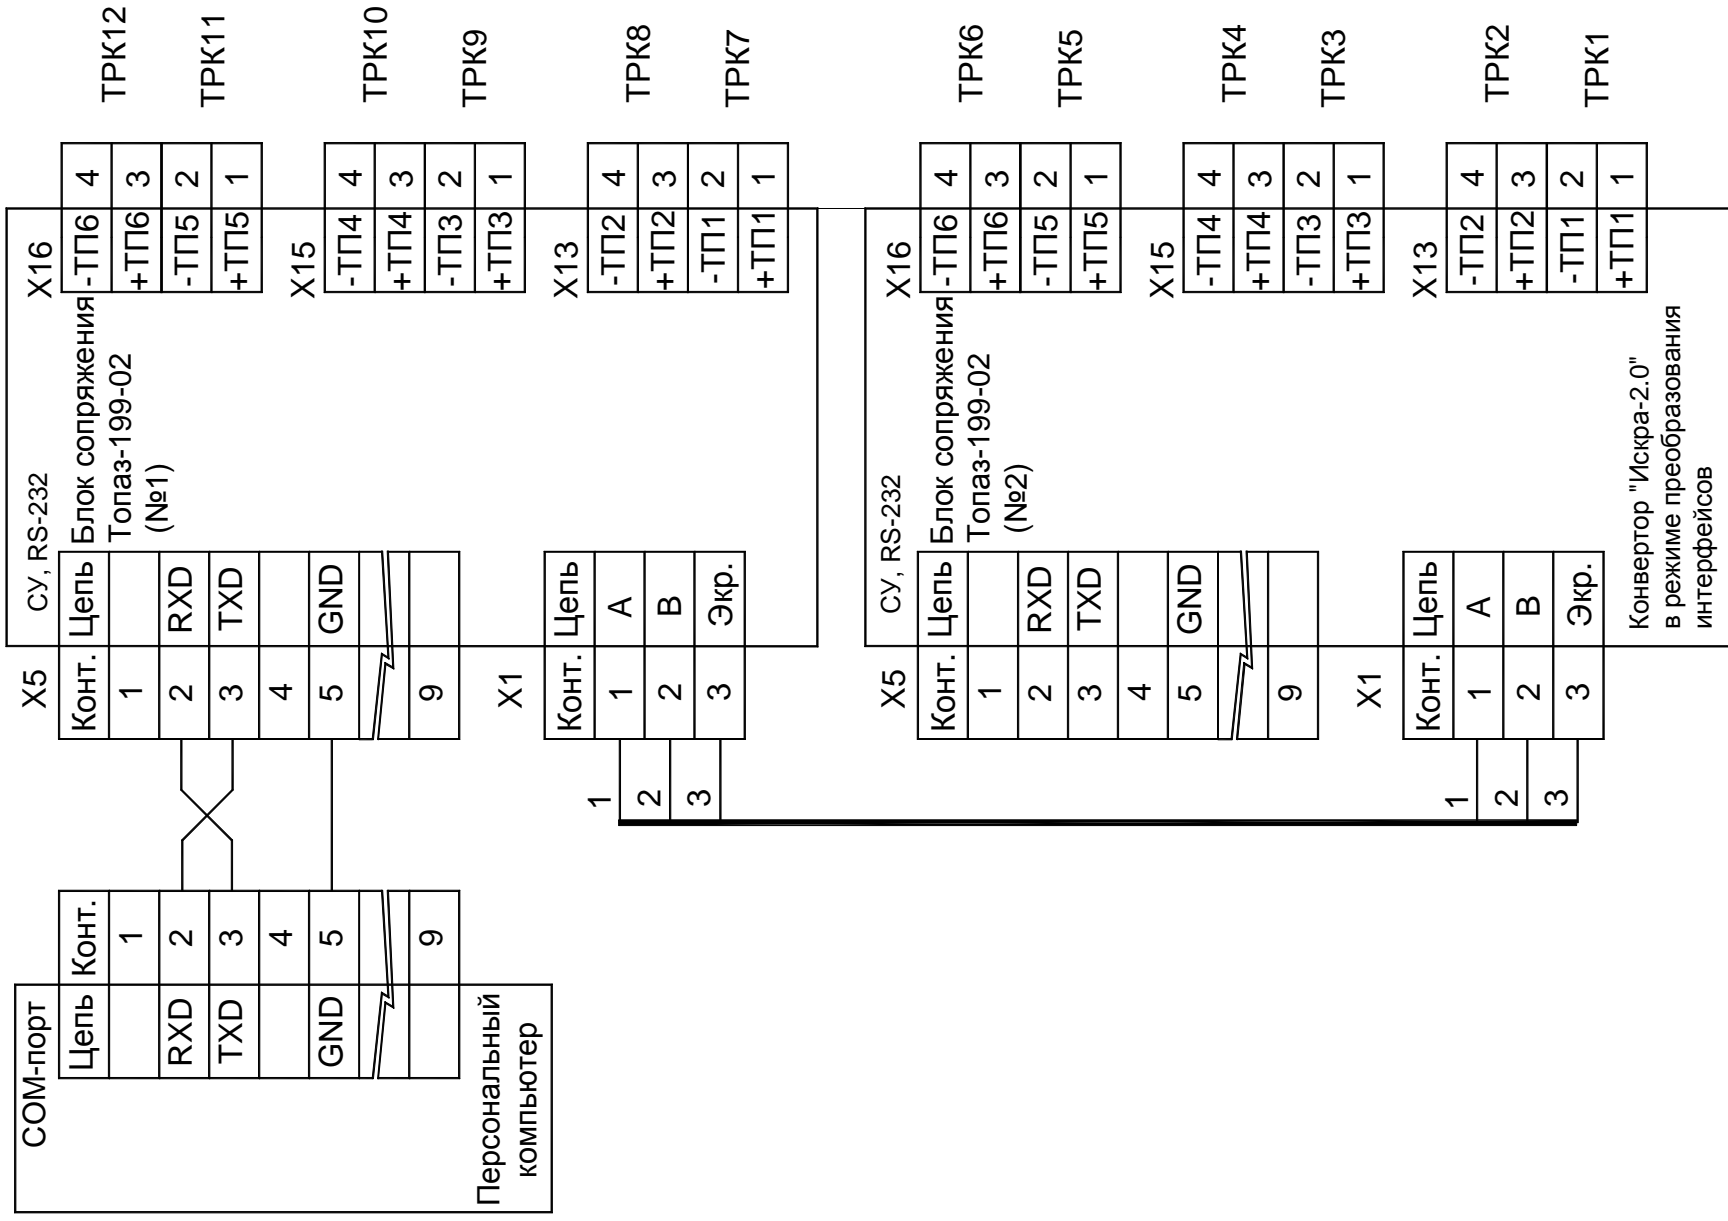 COM-порт
Цепь Конт.
1
RXD 2
TXD 3
4
GND 5
9
Персональный
компьютер
X5
СУ, RS-232
Конт. Цепь
1
2 RXD
3 TXD
4
5 GND
9
Блок сопряжения
Топаз-199-02
(№1)
X1
Конт. Цепь
1 1 A
2 2 B
3 3 Экр.
X16
-ТП6 4
+ТП6 3
-ТП5 2
+ТП5 1
ТРК12
ТРК11
X15
-ТП4 4
+ТП4 3
-ТП3 2
+ТП3 1
ТРК10
ТРК9
X13
-ТП2 4
+ТП2 3
-ТП1 2
+ТП1 1
ТРК8
ТРК7
X5
СУ, RS-232
Конт. Цепь
1
2 RXD
3 TXD
4
5 GND
9
Блок сопряжения
Топаз-199-02
(№2)
X1
Конт. Цепь
1 1 A
2 2 B
3 3 Экр.
X16
-ТП6 4
+ТП6 3
-ТП5 2
+ТП5 1
ТРК6
ТРК5
X15
-ТП4 4
+ТП4 3
-ТП3 2
+ТП3 1
ТРК4
ТРК3
X13
-ТП2 4
+ТП2 3
-ТП1 2
+ТП1 1
ТРК2
ТРК1
Конвертор "Искра-2.0"
в режиме преобразования
интерфейсов